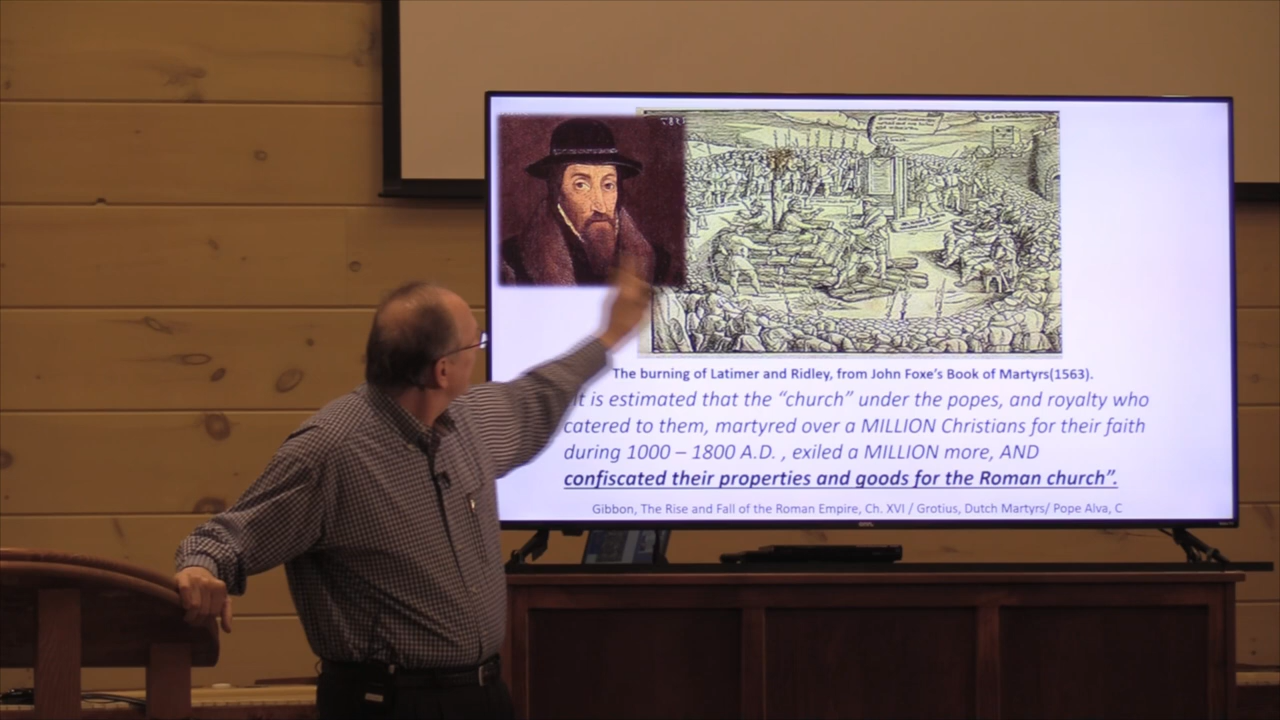 The burning of Latimer and Ridley, from John Foxe's Book of Martyrs(1563).
It is estimated that the “church” under the popes, and royalty who
catered to them, martyred over a MILLION Christians for their faith
during 1000 – 1800 A.D. , exiled a MILLION more, AND
confiscated their properties and goods for the Roman church”.
Gibbon, The Rise and Fall of the Roman Empire, Ch. XVI / Grotius, Dutch Martyrs/ Pope Alva, C